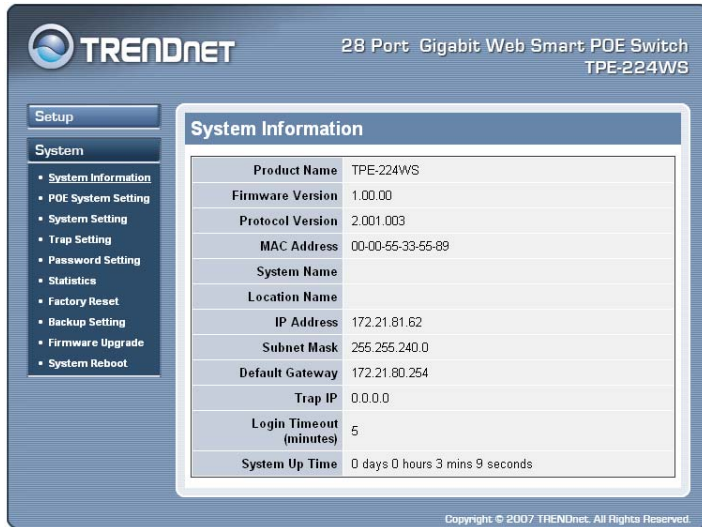 TRENDNET
28 Port Gigabit Web Smart POE Switch
TPE-224WS
Setup
System
• System Information
• POE System Setting
• System Setting
• Trap Setting
• Password Setting
• Statistics
• Factory Reset
• Backup Setting
• Firmware Upgrade
• System Reboot
System Information
Product Name TPE-224WS
Firmware Version 1.00.00
Protocol Version 2.001.003
MAC Address 00-00-55-33-55-89
System Name
Location Name
IP Address 172.21.81.62
Subnet Mask 255.255.240.0
Default Gateway 172.21.80.254
Trap IP 0.0.0.0
Login Timeout
(minutes) 5
System Up Time 0 days 0 hours 3 mins 9 seconds
Copyright © 2007 TRENDnet. All Rights Reserved.